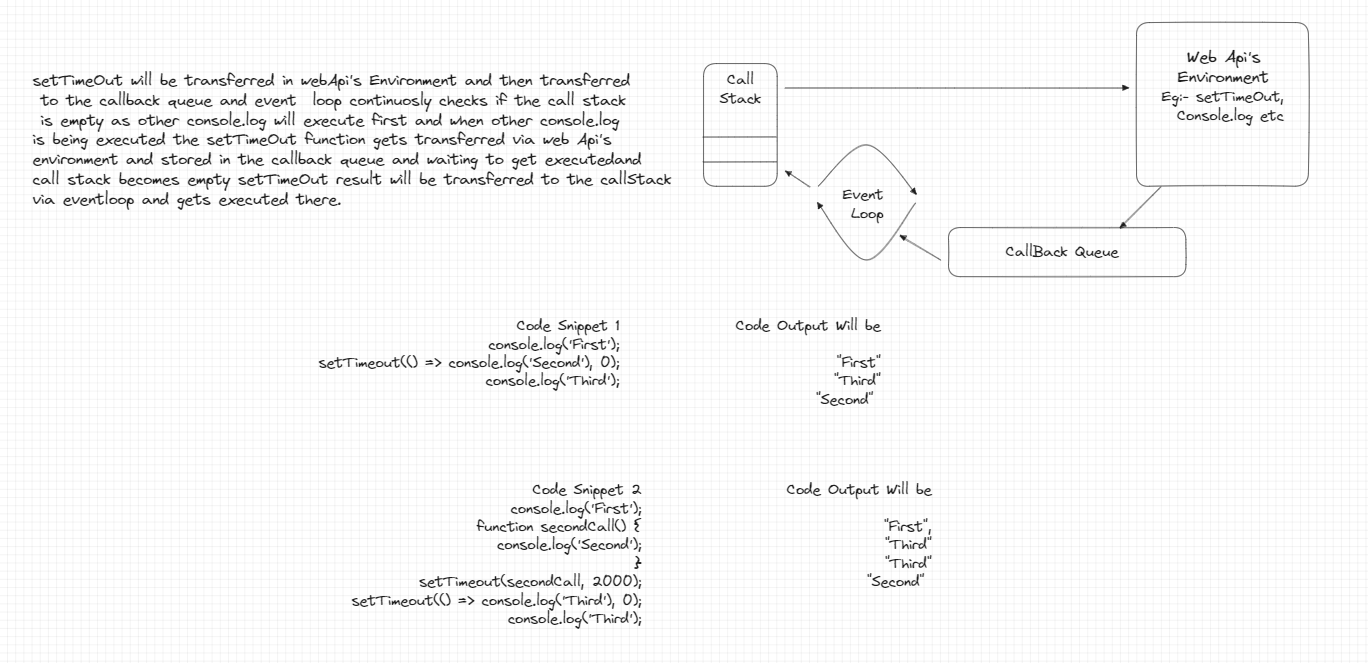 setTimeOut will be transferred in webApi's Environment and then transferred
to the callback queue and event loop continuosly checks if the call stack
is empty as other console.log will execute first and when other console.log
is being executed the setTimeOut function gets transferred via web Api's
environment and stored in the callback queue and waiting to get executedand
call stack becomes empty setTimeOut result will be transferred to the callStack
via eventloop and gets executed there.
Call
Stack
Web Api's
Environment
Eg:- setTimeOut,
Console.log etc
Event
Loop
CallBack Queue
Code Snippet 1
console.log('First');
setTimeout(() => console.log('Second'), 0);
console.log('Third');
Code Output Will be
"First"
"Third"
"Second"
Code Snippet 2
console.log('First');
function secondCall() {
console.log('Second');
}
setTimeout(secondCall, 2000);
setTimeout(() => console.log('Third'), 0);
console.log('Third');
Code Output Will be
"First",
"Third"
"Third"
"Second"